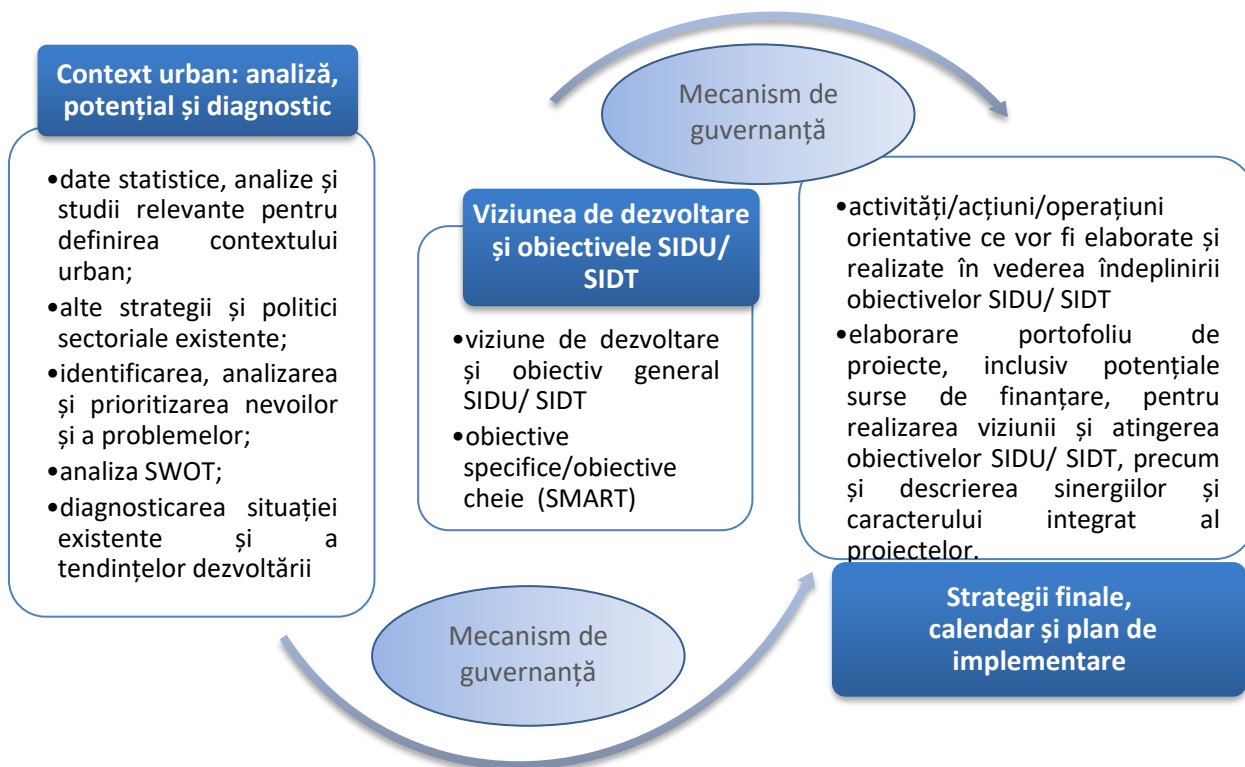 Context urban: analiză,
potențial și diagnostic
•date statistice, analize și
studii relevante pentru
definirea contextului
urban;
•alte strategii și politici
sectoriale existente;
•identificarea, analizarea
și prioritizarea nevoilor
și a problemelor;
•analiza SWOT;
•diagnosticarea situației
existente și a
tendințelor dezvoltării
Mecanism de
guvernanță
Viziunea de dezvoltare
și obiectivele SIDU/
SIDT
•viziune de dezvoltare
și obiectiv general
SIDU/ SIDT
•obiective
specifice/obiective
cheie (SMART)
Mecanism de
guvernanță
•activități/acțiuni/operațiuni
orientative ce vor fi elaborate și
realizate în vederea îndeplinirii
obiectivelor SIDU/ SIDT
•elaborare portofoliu de
proiecte, inclusiv potențiale
surse de finanțare, pentru
realizarea viziunii și atingerea
obiectivelor SIDU/ SIDT, precum
și descrierea sinergiilor și
caracterului integrat al
proiectelor.
Strategii finale,
calendar și plan de
implementare